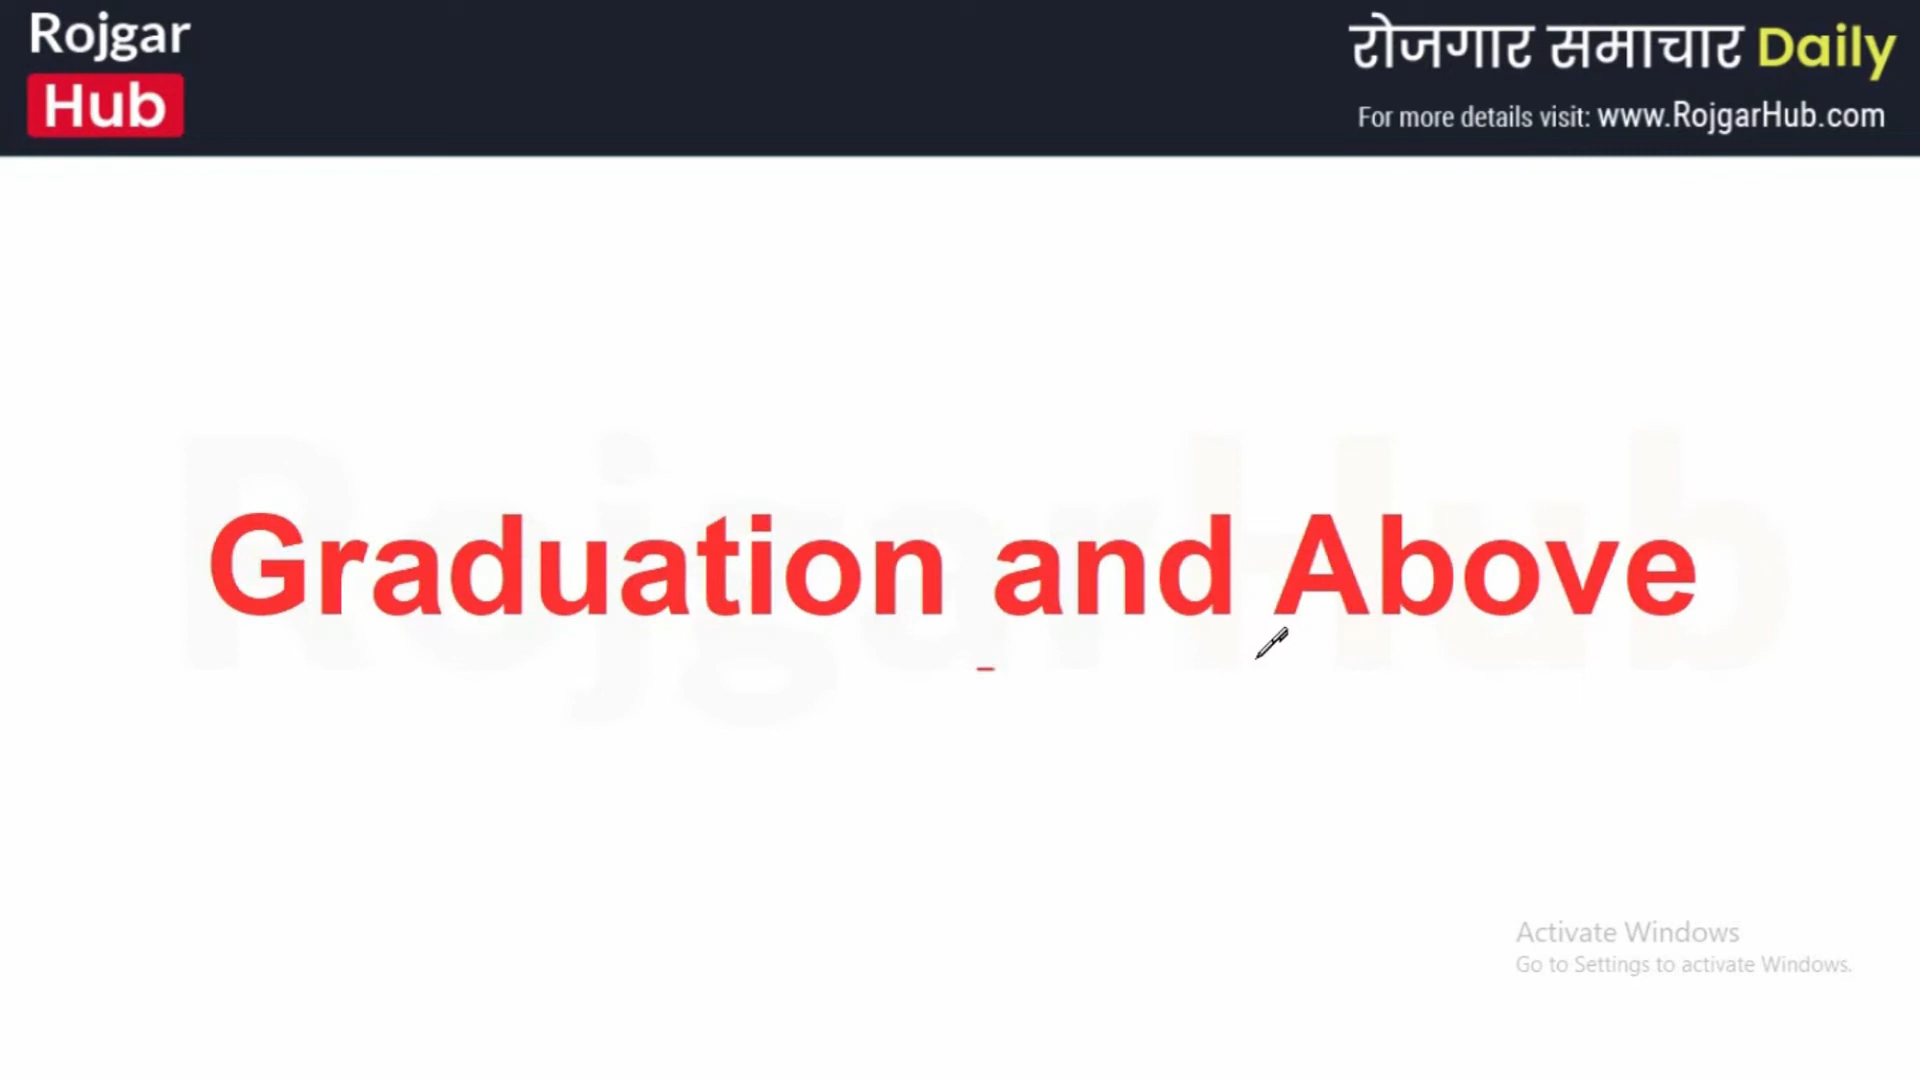 Rojgar
Hub
रोजगार समाचार Daily
For more details visit: www.RojgarHub.com
RojgarHub
Graduation and Above
Activate Windows
Go to Settings to activate Windows.